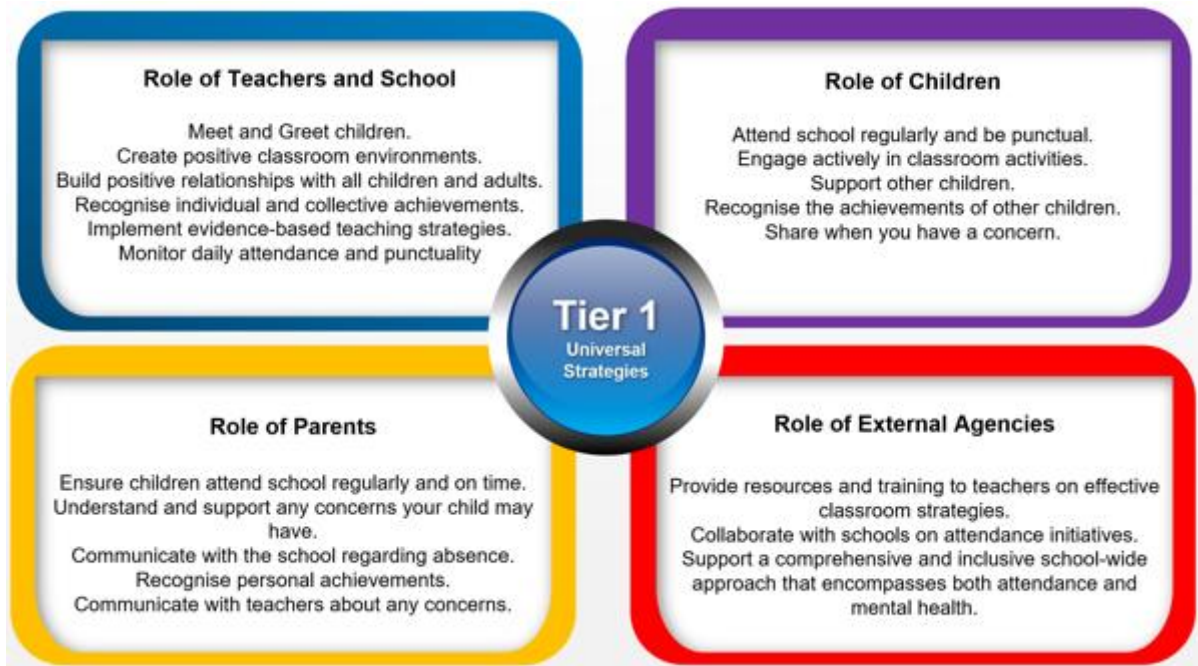 Role of Teachers and School
Meet and Greet children.
Create positive classroom environments.
Build positive relationships with all children and adults.
Recognise individual and collective achievements.
Implement evidence-based teaching strategies.
Monitor daily attendance and punctuality
Role of Children
Attend school regularly and be punctual.
Engage actively in classroom activities.
Support other children.
Recognise the achievements of other children.
Share when you have a concern.
Tier 1
Universal
Strategies
Role of Parents
Ensure children attend school regularly and on time.
Understand and support any concerns your child may
have.
Communicate with the school regarding absence.
Recognise personal achievements.
Communicate with teachers about any concerns.
Role of External Agencies
Provide resources and training to teachers on effective
classroom strategies.
Collaborate with schools on attendance initiatives.
Support a comprehensive and inclusive school-wide
approach that encompasses both attendance and
mental health.